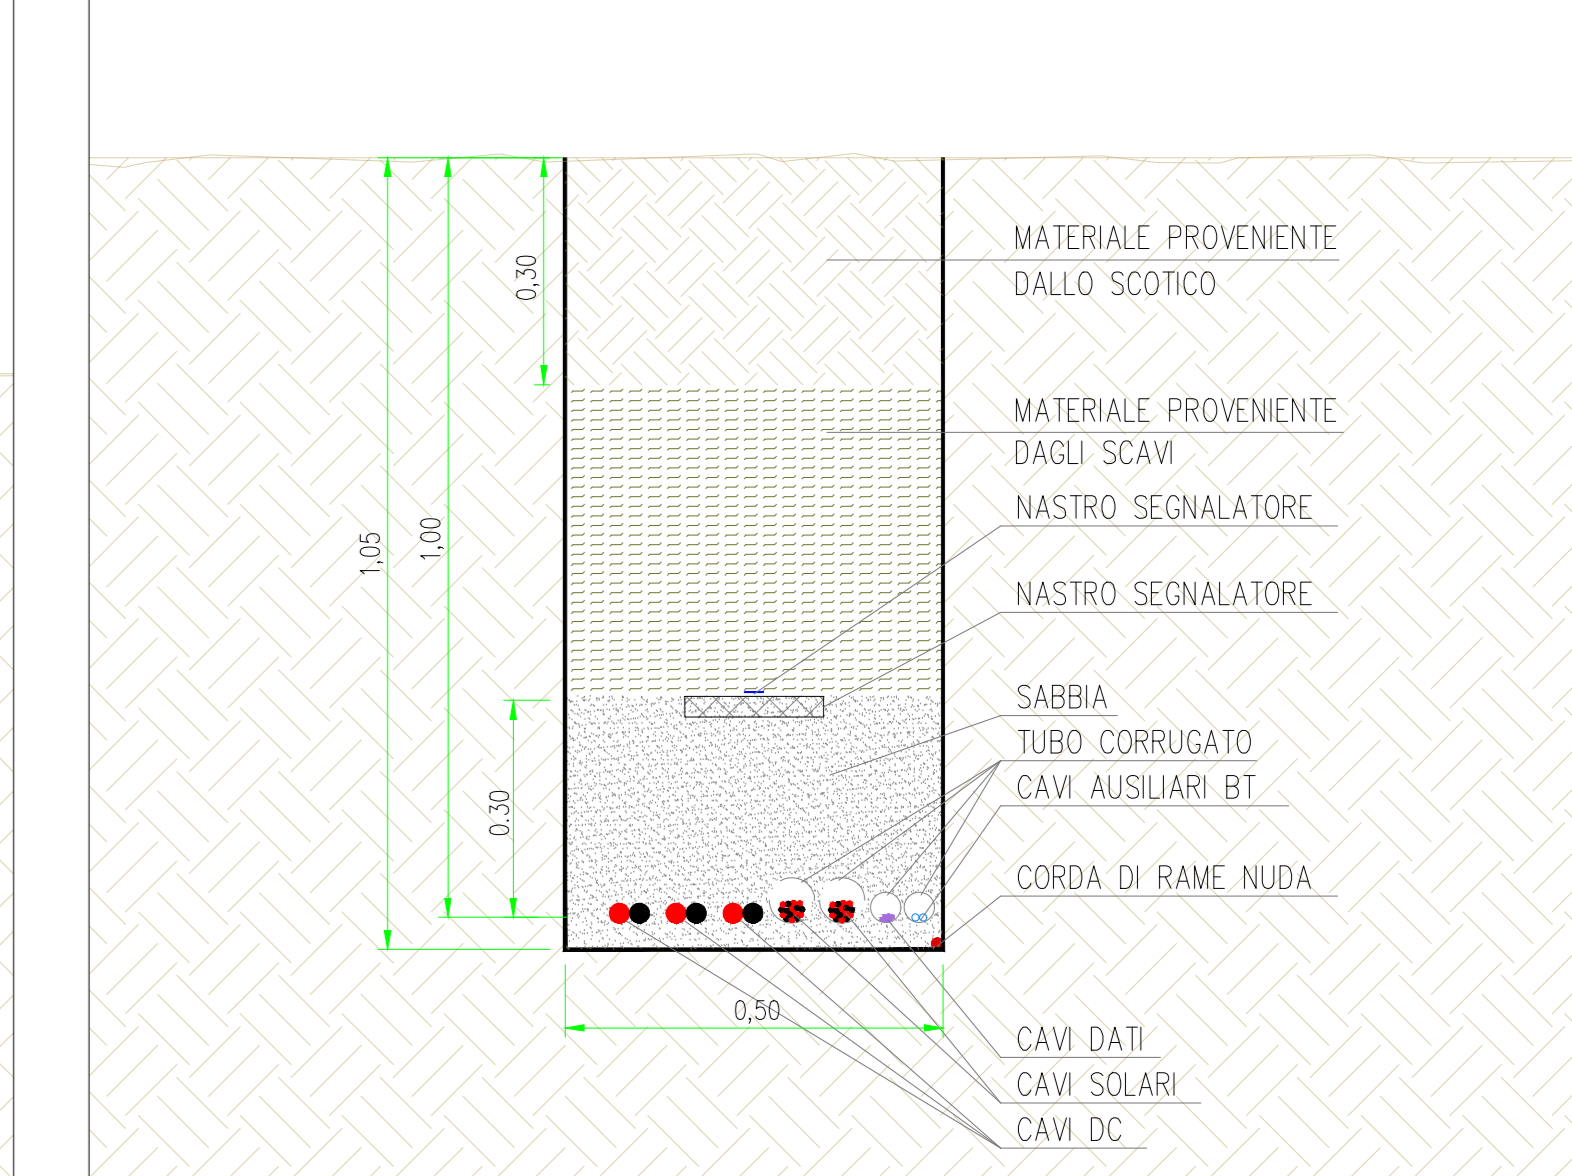 MATERIALE PROVENIENTE
DALLO SCOTICO
0,30
MATERIALE PROVENIENTE
DAGLI SCAVI
NASTRO SEGNALATORE
1,05
1,00
NASTRO SEGNALATORE
SABBIA
TUBO CORRUGATO
CAVI AUSILIARI BT
0.30
CORDA DI RAME NUDA
0,50
CAVI DATI
CAVI SOLARI
CAVI DC